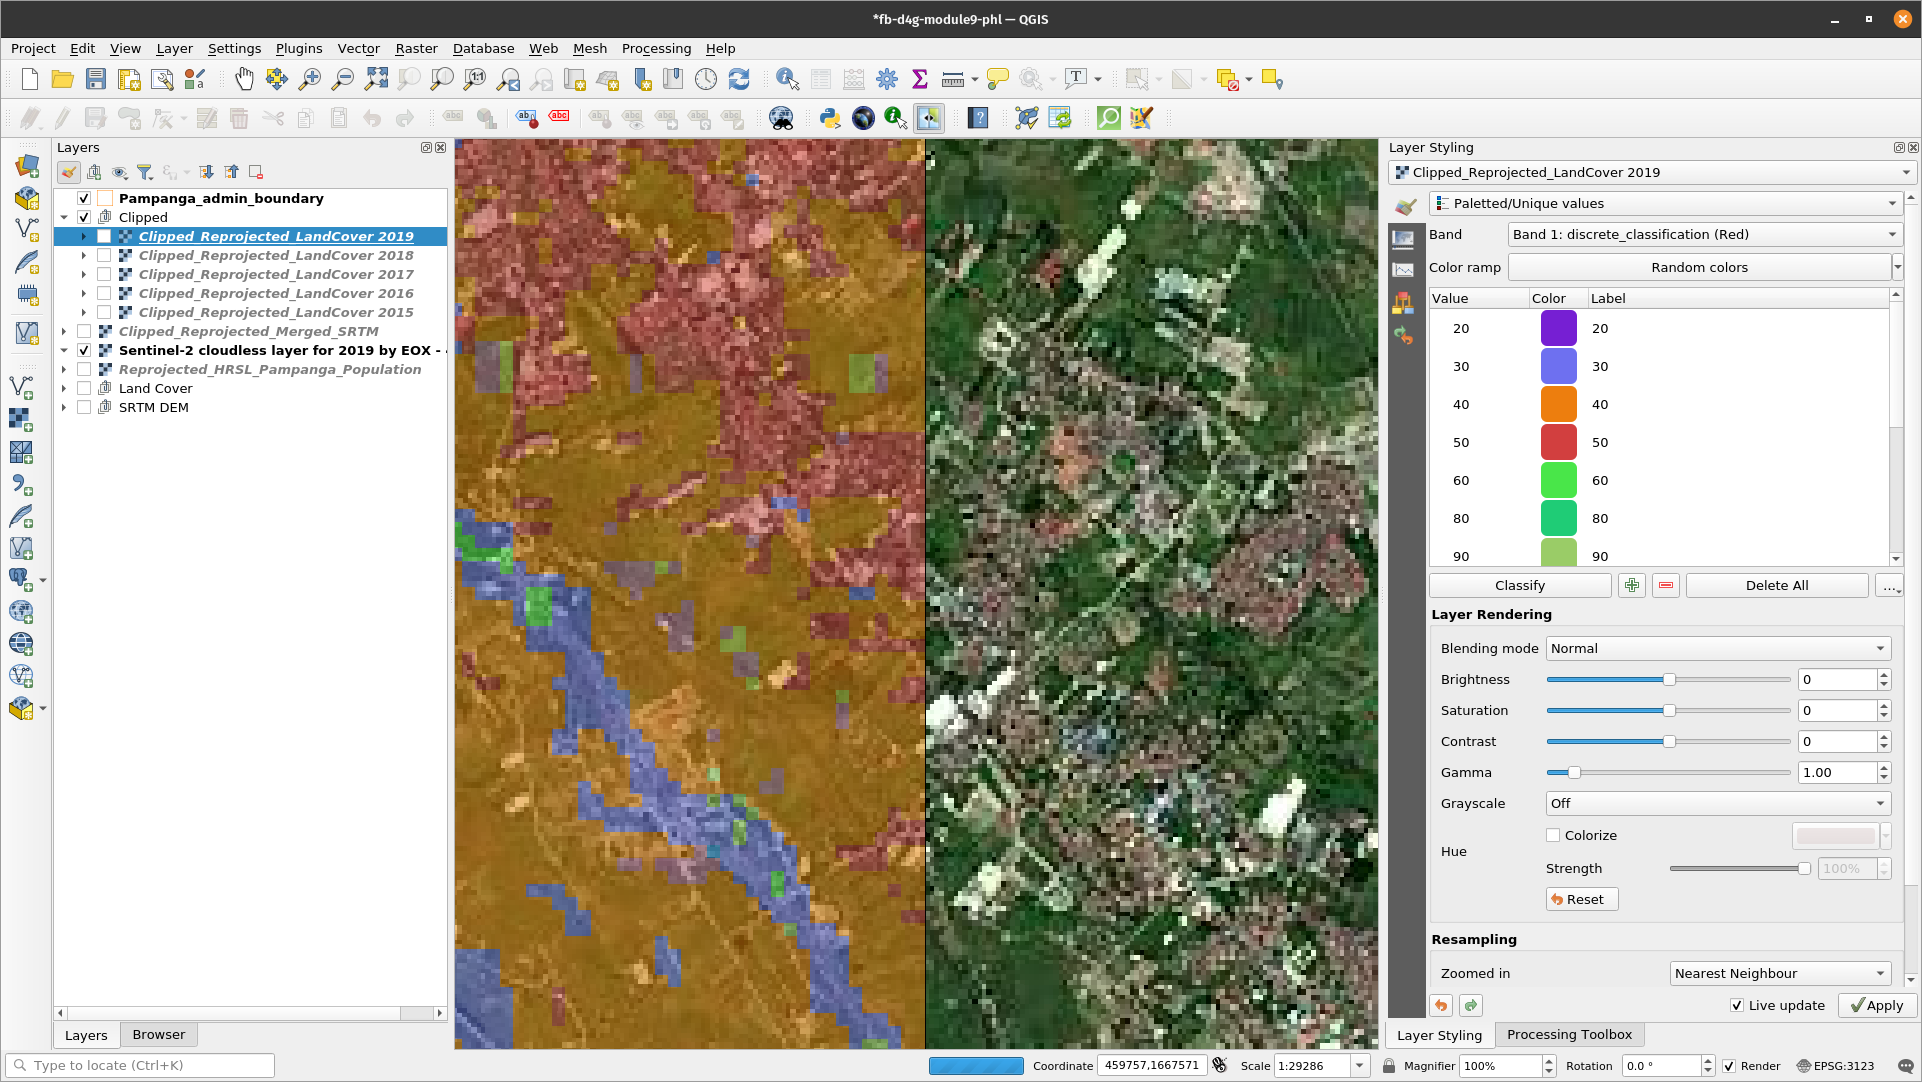 *fb-d4g-module9-phl — QGIS
Project Edit View Layer Settings Plugins Vector Raster Database Web Mesh Processing Help
Layers
Pampanga_admin_boundary
Clipped
Clipped_Reprojected_LandCover 2019
Clipped_Reprojected_LandCover 2018
Clipped_Reprojected_LandCover 2017
Clipped_Reprojected_LandCover 2016
Clipped_Reprojected_LandCover 2015
Clipped_Reprojected_Merged_SRTM
Sentinel-2 cloudless layer for 2019 by EOX -
Reprojected_HRSL_Pampanga_Population
Land Cover
SRTM DEM
Layers Browser
Layer Styling
Clipped_Reprojected_LandCover 2019
Paletted/Unique values
Band Band 1: discrete_classification (Red)
Color ramp Random colors
Value Color Label
20 20
30 30
40 40
50 50
60 60
80 80
90 90
Classify Delete All ...
Layer Rendering
Blending mode Normal
Brightness 0
Saturation 0
Contrast 0
Gamma 1.00
Grayscale Off
Hue Colorize
Strength 100%
Reset
Resampling
Zoomed in Nearest Neighbour
Live update Apply
Layer Styling Processing Toolbox
Type to locate (Ctrl+K) Coordinate 459757,1667571 Scale 1:29286 Magnifier 100% Rotation 0.0 ° Render EPSG:3123